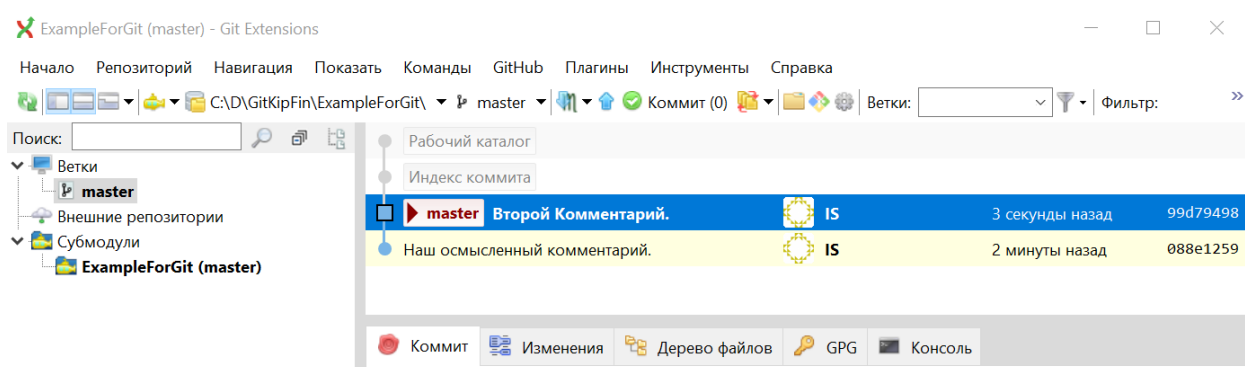 ExampleForGit (master) - Git Extensions
Начало Репозиторий Навигация Показать Команды GitHub Плагины Инструменты Справка
C:\D\GitKipFin\ExampleForGit\ master Коммит (0) Ветки: Фильтр: »
Поиск:
Ветки
master
Внешние репозитории
Субмодули
ExampleForGit (master)
Рабочий каталог
Индекс коммита
master Второй Комментарий. IS 3 секунды назад 99d79498
Наш осмысленный комментарий. IS 2 минуты назад 088e1259
Коммит Изменения Дерево файлов GPG Консоль